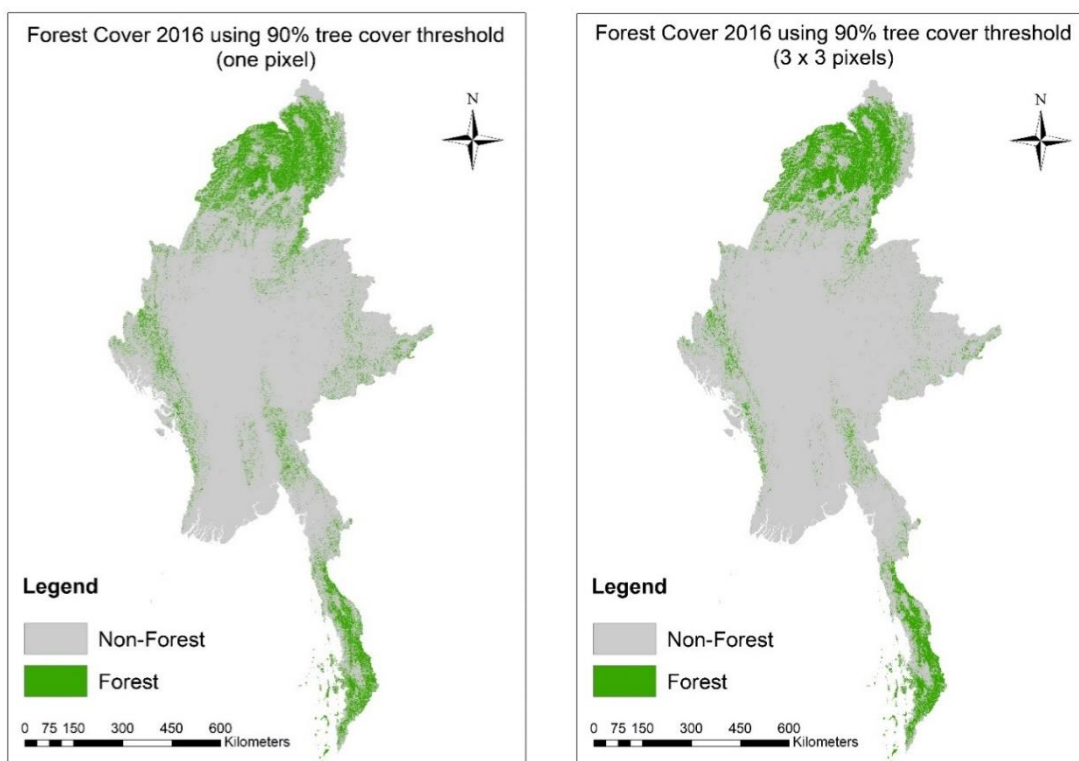 Forest Cover 2016 using 90% tree cover threshold
(one pixel)
N
Legend
Non-Forest
Forest
0 75 150 300 450 600
Kilometers
Forest Cover 2016 using 90% tree cover threshold
(3 x 3 pixels)
N
Legend
Non-Forest
Forest
0 75 150 300 450 600
Kilometers